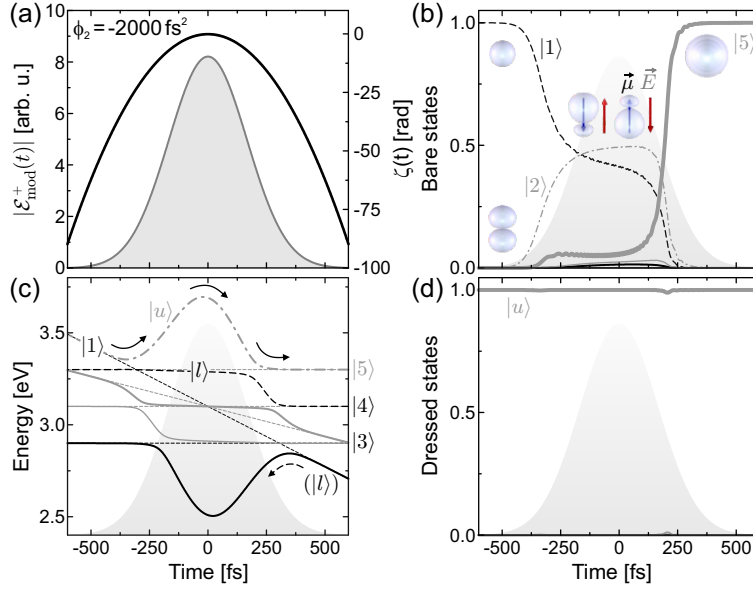 (a)
ϕ₂ = -2000 fs²
|ℰ⁺mod(t)| [arb. u.]
10
8
6
4
2
0
0
-25
-50
-75
-100
ζ(t) [rad]
(b)
|1⟩
|5⟩
μ⃗ E⃗
|2⟩
Bare states
1.0
0.5
0.0
(c)
|u⟩
|1⟩
|l⟩
|5⟩
|4⟩
|3⟩
(|l⟩)
Energy [eV]
3.5
3.0
2.5
-500 -250 0 250 500
Time [fs]
(d)
|u⟩
Dressed states
1.0
0.5
0.0
-500 -250 0 250 500
Time [fs]